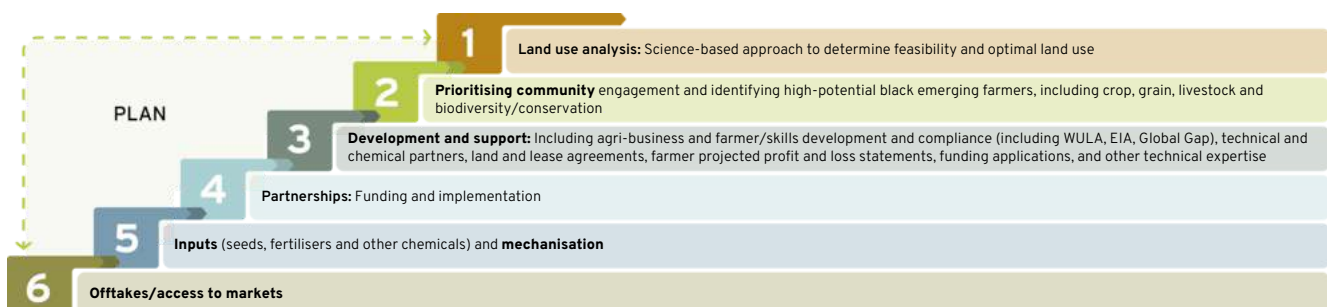 1
Land use analysis: Science-based approach to determine feasibility and optimal land use
2
Prioritising community engagement and identifying high-potential black emerging farmers, including crop, grain, livestock and
biodiversity/conservation
PLAN
3
Development and support: Including agri-business and farmer/skills development and compliance (including WULA, EIA, Global Gap), technical and
chemical partners, land and lease agreements, farmer projected profit and loss statements, funding applications, and other technical expertise
4
Partnerships: Funding and implementation
5
Inputs (seeds, fertilisers and other chemicals) and mechanisation
6
Offtakes/access to markets